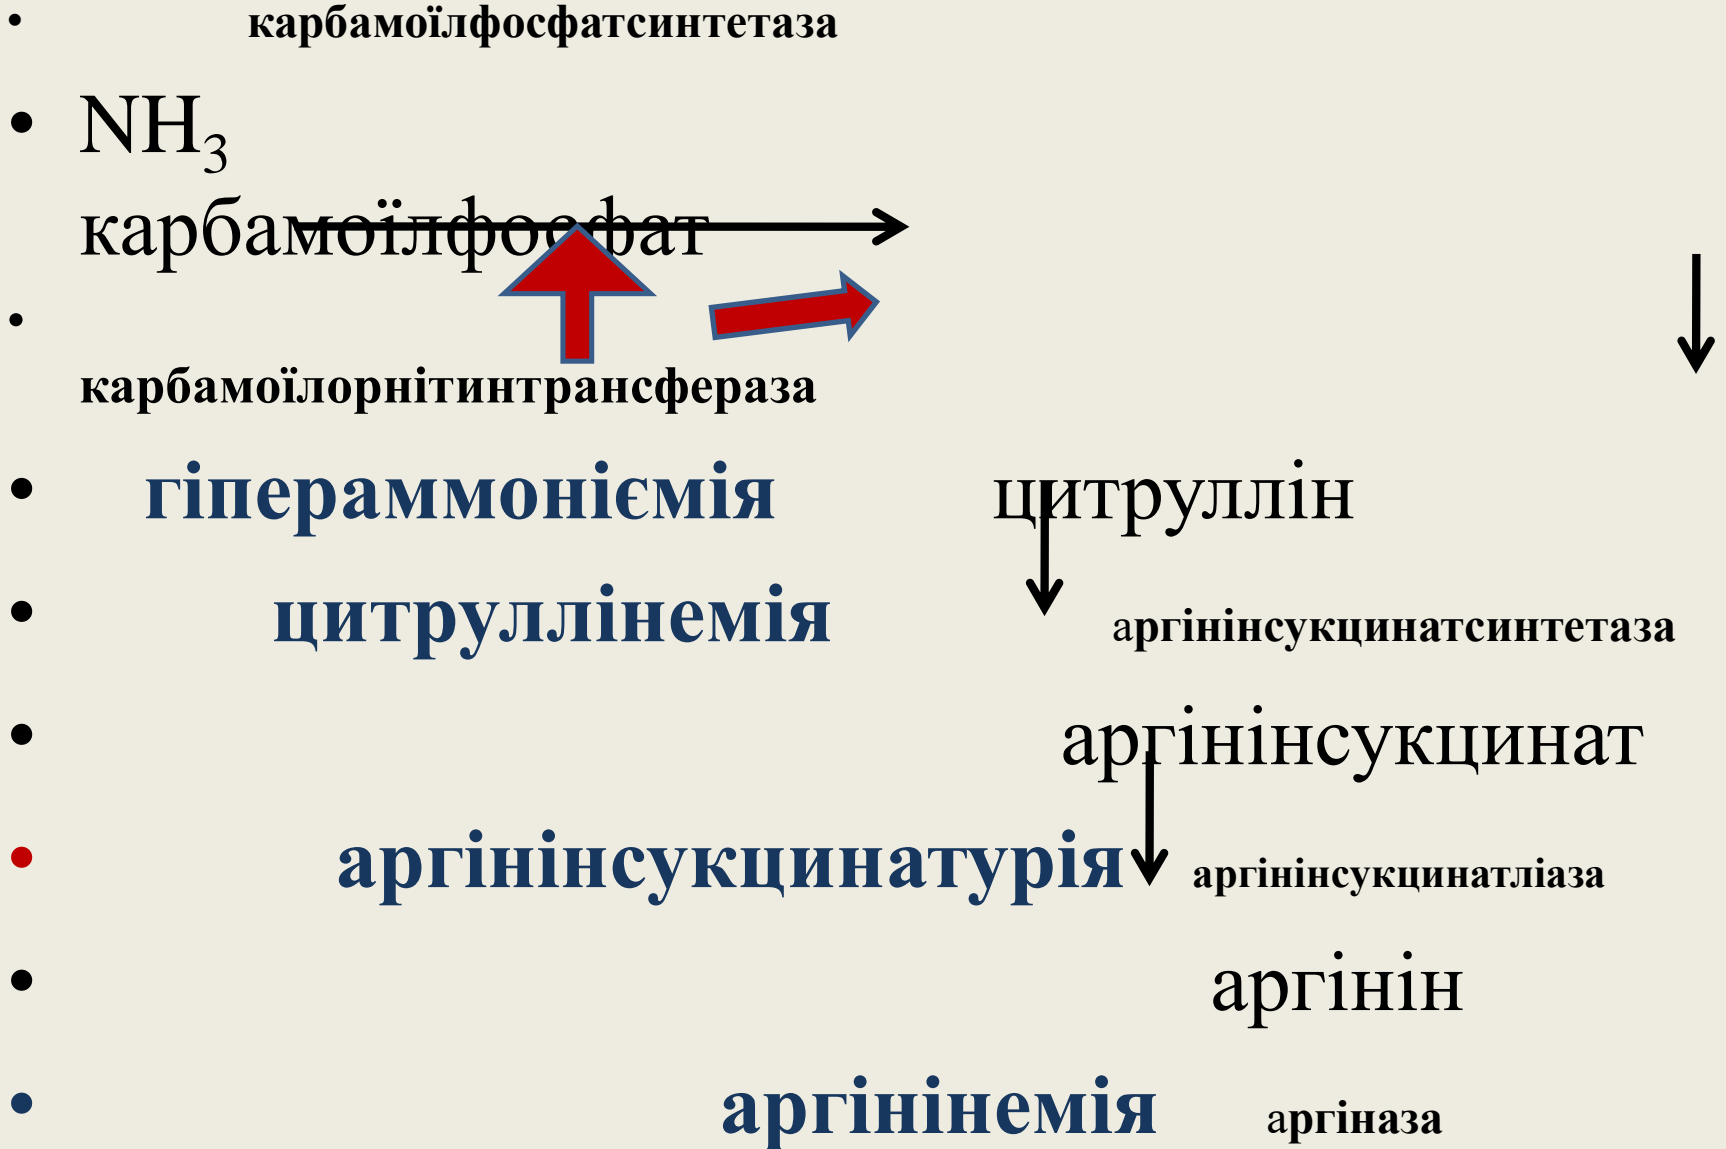 • карбамоїлфосфатсинтетаза
• NH₃
карбамоїлфосфат
•
карбамоїлорнітинтрансфераза
• гіпераммоніємія цитруллін
• цитруллінемія аргінінсукцинатсинтетаза
• аргінінсукцинат
• аргінінсукцинатурія аргінінсукцинатліаза
• аргінін
• аргінінемія аргіназа